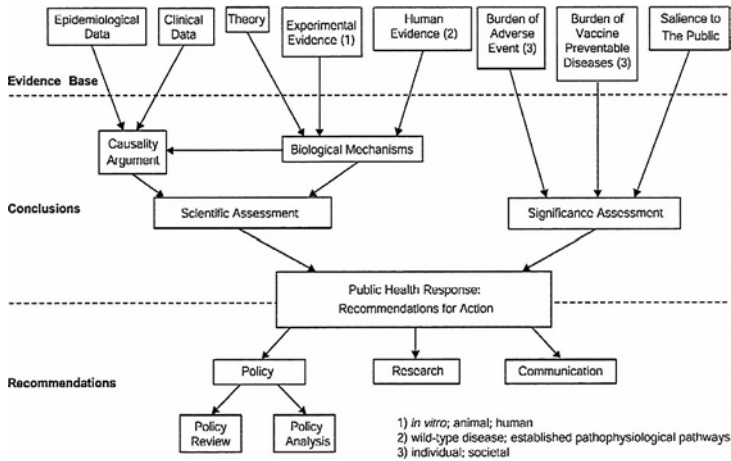 Epidemiological
Data
Clinical
Data
Theory
Experimental
Evidence (1)
Human
Evidence (2)
Burden of
Adverse
Event (3)
Burden of
Vaccine
Preventable
Diseases (3)
Salience to
The Public
Evidence Base
Causality
Argument
Biological Mechanisms
Conclusions
Scientific Assessment
Significance Assessment
Public Health Response:
Recommendations for Action
Recommendations
Policy
Research
Communication
Policy
Review
Policy
Analysis
1) in vitro; animal; human
2) wild-type disease; established pathophysiological pathways
3) individual; societal